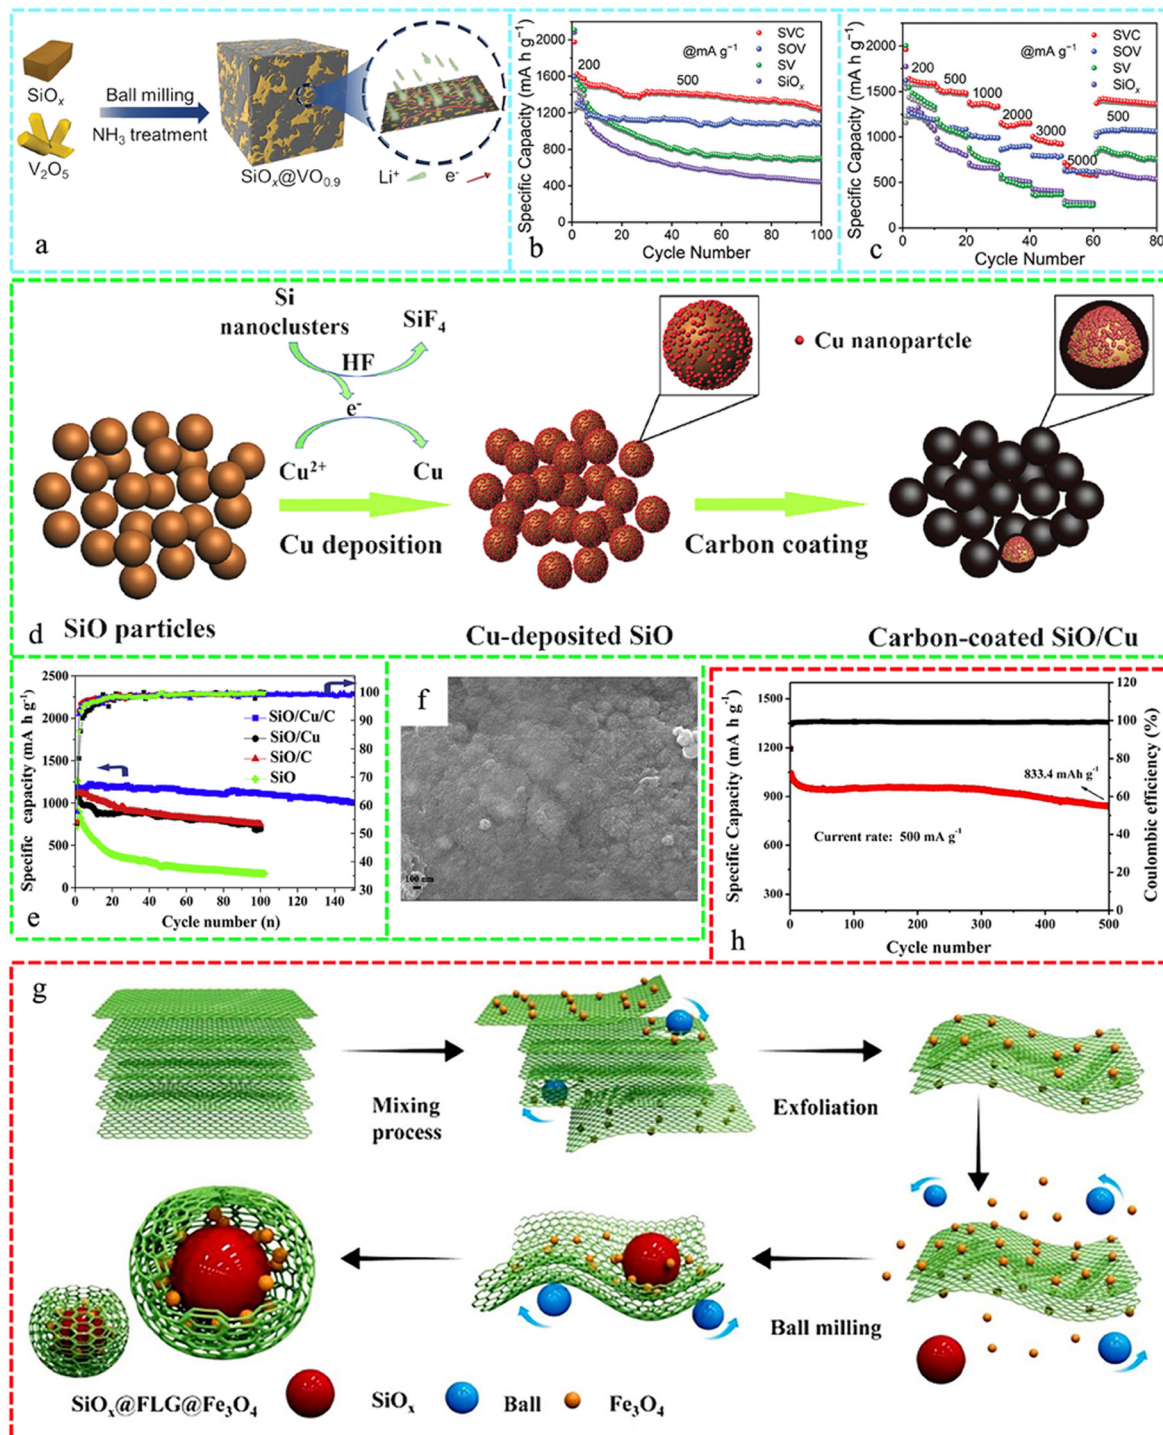 SiOx
V2O5
Ball milling
NH3 treatment
SiOx@VO0.9
Li+ e-
a
Specific Capacity (mA h g−1)
2000
1600
1200
800
400
0
@mA g−1
SVC
SOV
SV
SiOx
200
500
0 20 40 60 80 100
Cycle Number
b
Specific Capacity (mA h g−1)
2000
1500
1000
500
0
@mA g−1
SVC
SOV
SV
SiOx
200
500
1000
2000
3000
5000
500
0 20 40 60 80
Cycle Number
c
Si
nanoclusters
SiF4
HF
e-
Cu2+
Cu
Cu deposition
Cu nanopartcle
Carbon coating
d
SiO particles
Cu-deposited SiO
Carbon-coated SiO/Cu
Specific capacity (mA h g-1)
2500
2250
2000
1750
1500
1250
1000
750
500
250
0
SiO/Cu/C
SiO/Cu
SiO/C
SiO
100
90
80
70
60
50
40
30
0 20 40 60 80 100 120 140
Cycle number (n)
e
f
100 nm
Specific Capacity (mA h g-1)
1500
1200
900
600
300
833.4 mAh g-1
Current rate: 500 mA g-1
120
100
80
60
40
20
0
Coulombic efficiency (%)
0 100 200 300 400 500
Cycle number
h
g
Mixing
process
Exfoliation
Ball milling
SiOx@FLG@Fe3O4
SiOx
Ball
Fe3O4